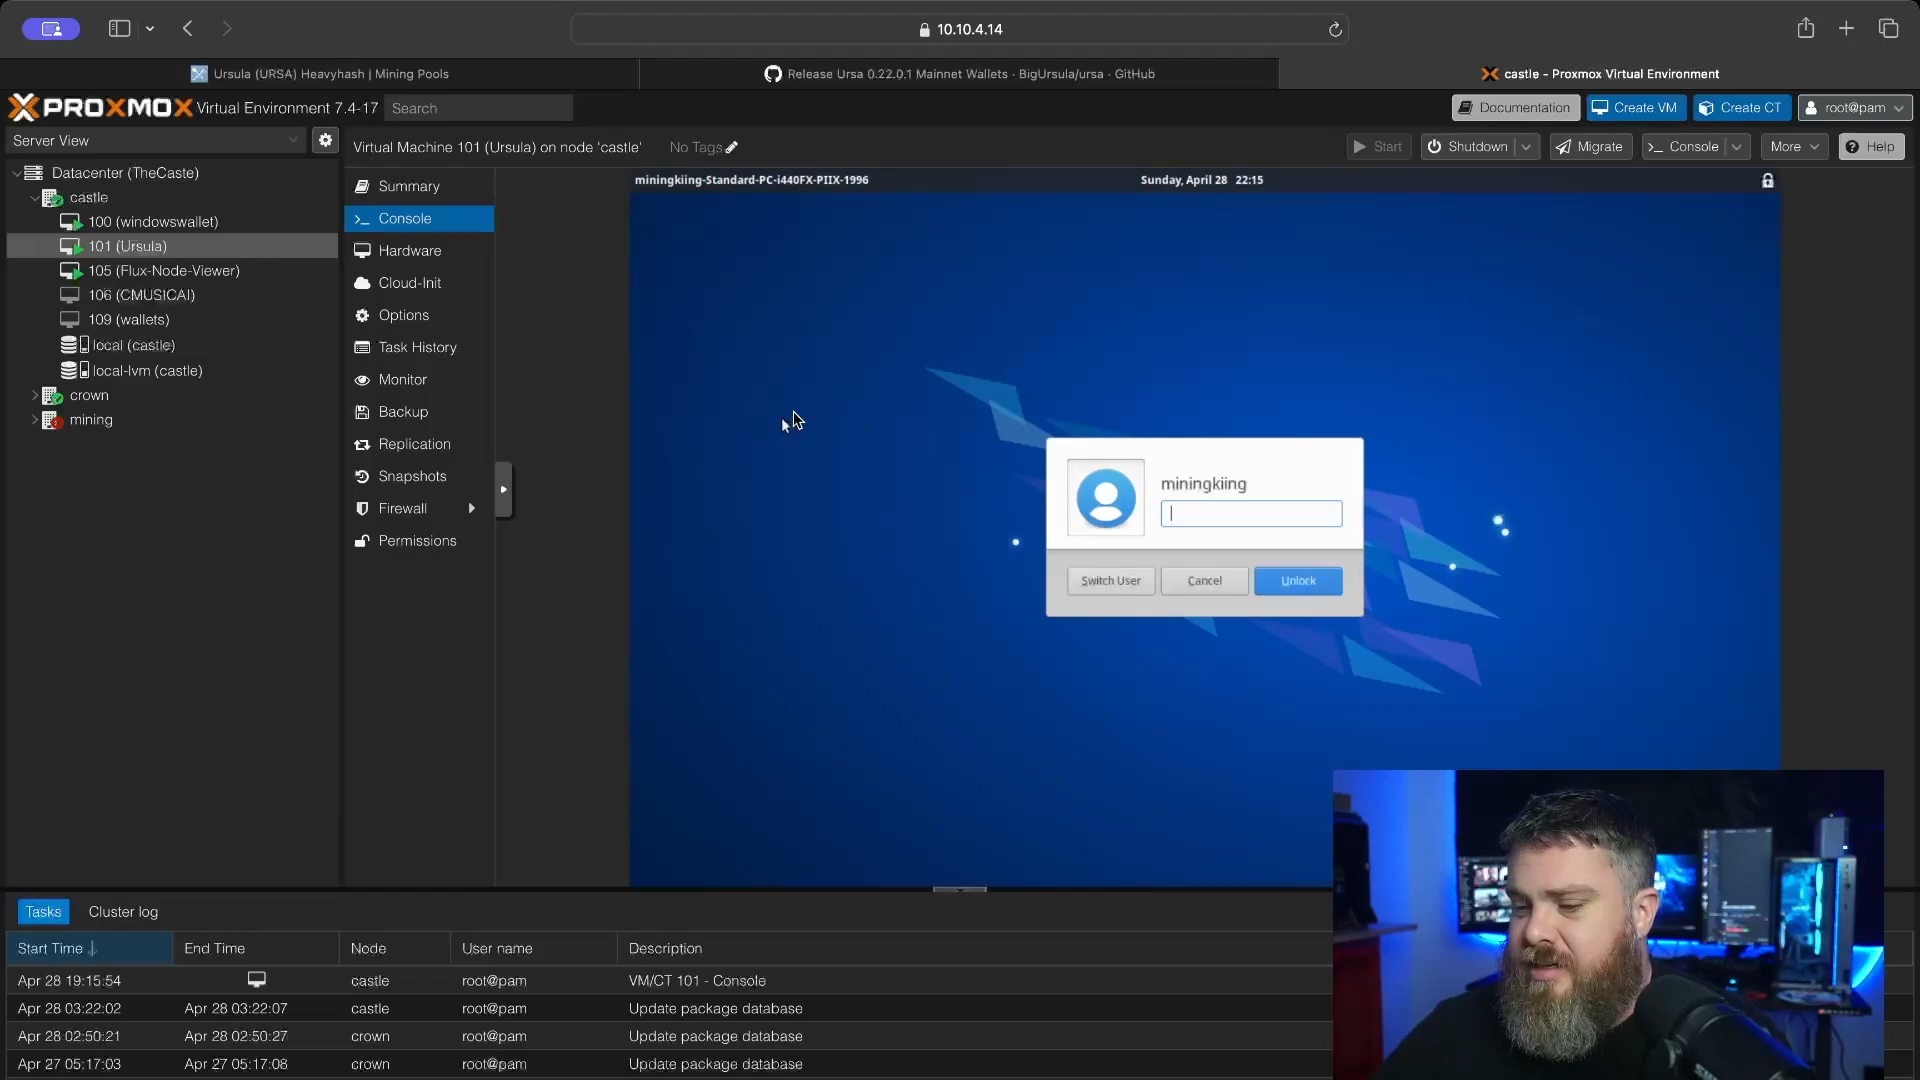 10.10.4.14
Ursula (URSA) Heavyhash | Mining Pools
Release Ursa 0.22.0.1 Mainnet Wallets · BigUrsula/ursa · GitHub
castle - Proxmox Virtual Environment
PROXMOX Virtual Environment 7.4-17
Search
Documentation
Create VM
Create CT
root@pam
Server View
Virtual Machine 101 (Ursula) on node 'castle'
No Tags
Start
Shutdown
Migrate
Console
More
Help
Datacenter (TheCaste)
castle
100 (windowswallet)
101 (Ursula)
105 (Flux-Node-Viewer)
106 (CMUSICAI)
109 (wallets)
local (castle)
local-lvm (castle)
crown
mining
Summary
Console
Hardware
Cloud-Init
Options
Task History
Monitor
Backup
Replication
Snapshots
Firewall
Permissions
miningkiing-Standard-PC-i440FX-PIIX-1996
Sunday, April 28 22:15
miningkiing
Switch User
Cancel
Unlock
Tasks
Cluster log
Start Time End Time Node User name Description
Apr 28 19:15:54 castle root@pam VM/CT 101 - Console
Apr 28 03:22:02 Apr 28 03:22:07 castle root@pam Update package database
Apr 28 02:50:21 Apr 28 02:50:27 crown root@pam Update package database
Apr 27 05:17:03 Apr 27 05:17:08 crown root@pam Update package database